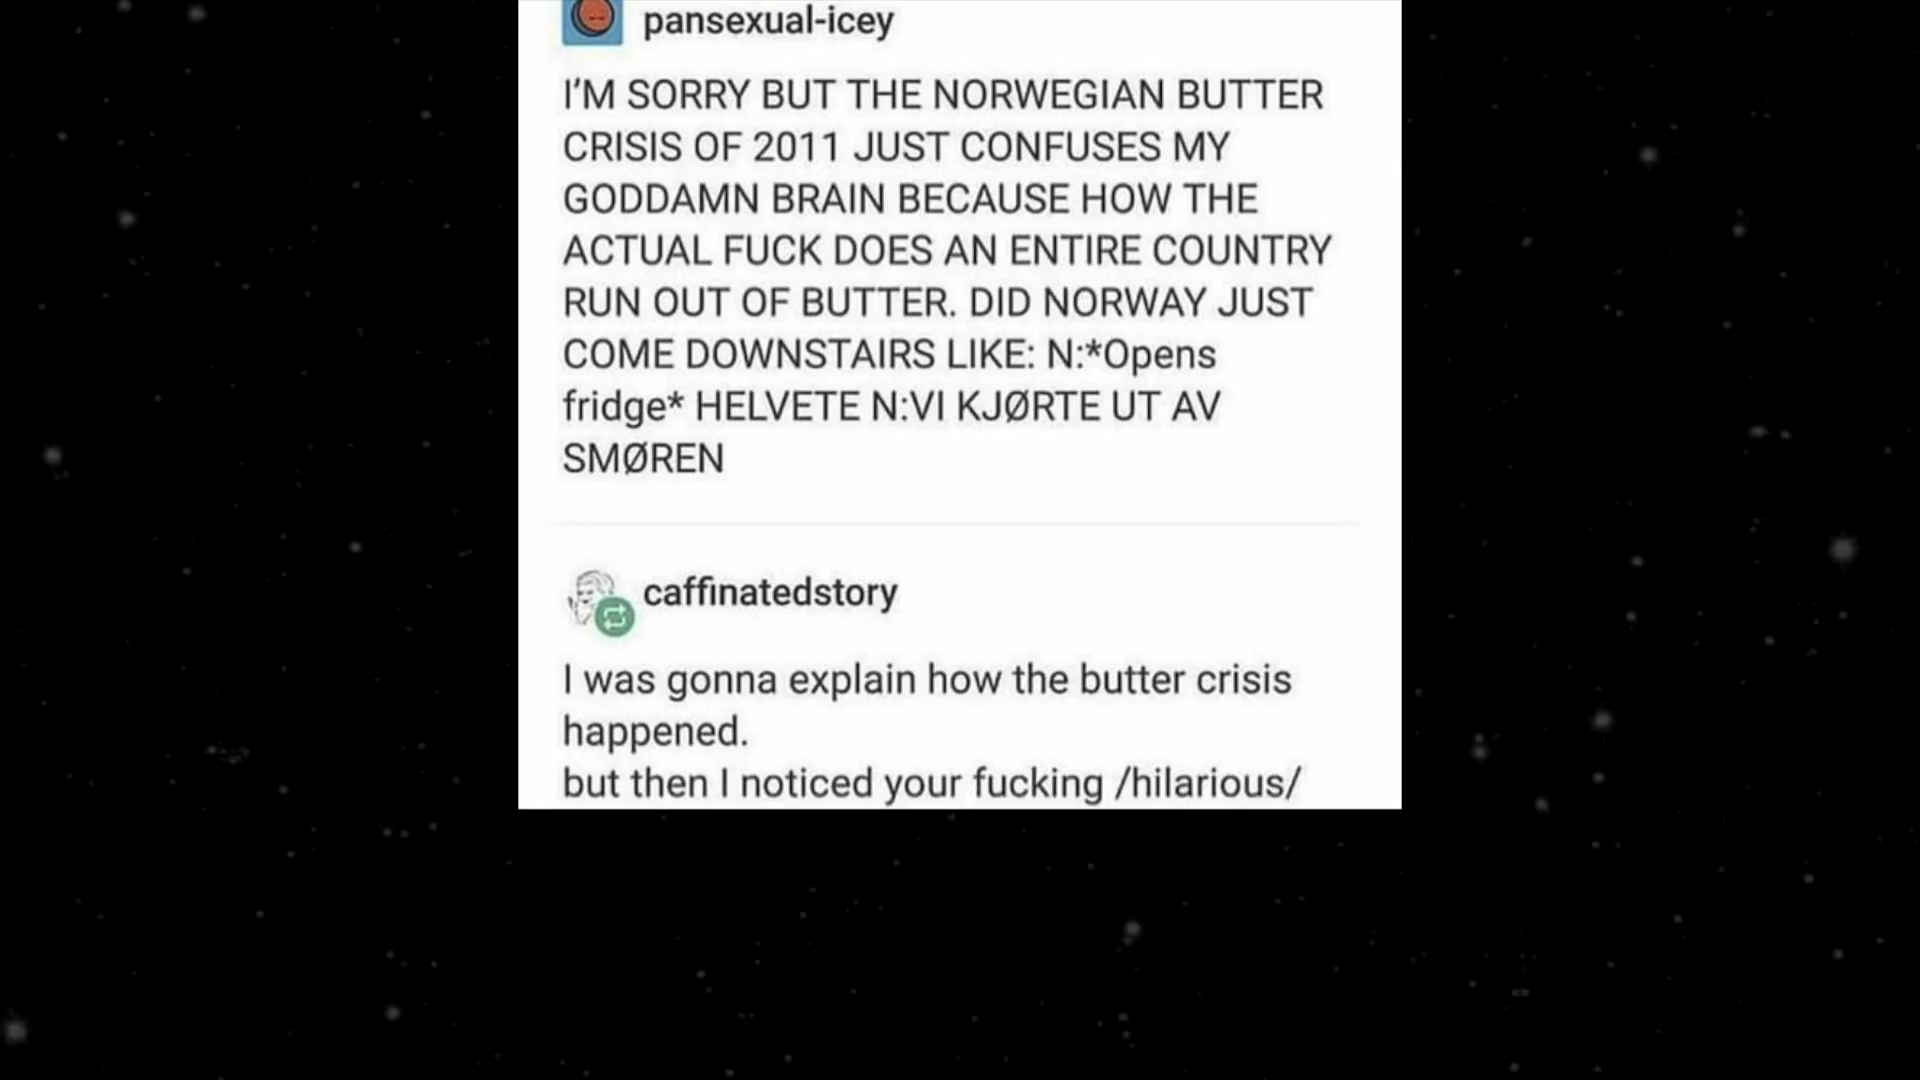 pansexual-icey
I'M SORRY BUT THE NORWEGIAN BUTTER
CRISIS OF 2011 JUST CONFUSES MY
GODDAMN BRAIN BECAUSE HOW THE
ACTUAL FUCK DOES AN ENTIRE COUNTRY
RUN OUT OF BUTTER. DID NORWAY JUST
COME DOWNSTAIRS LIKE: N:*Opens
fridge* HELVETE N:VI KJØRTE UT AV
SMØREN
caffinatedstory
I was gonna explain how the butter crisis
happened.
but then I noticed your fucking /hilarious/